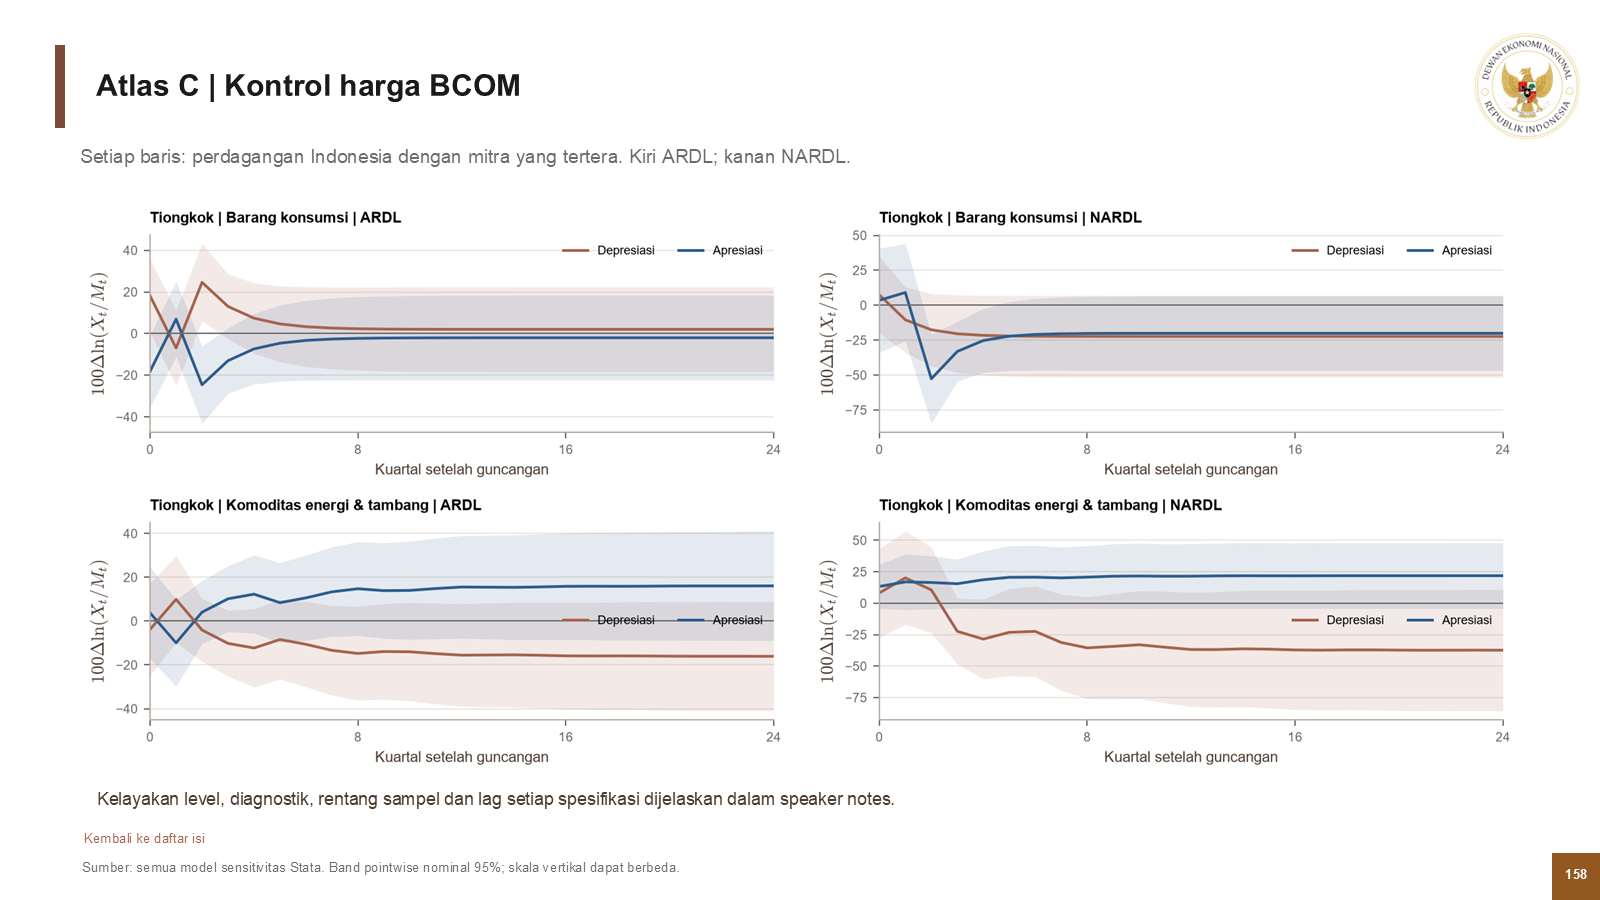 Atlas C | Kontrol harga BCOM
DEWAN EKONOMI NASIONAL
REPUBLIK INDONESIA
Setiap baris: perdagangan Indonesia dengan mitra yang tertera. Kiri ARDL; kanan NARDL.
Tiongkok | Barang konsumsi | ARDL
Depresiasi
Apresiasi
100Δln(Xₜ/Mₜ)
40
20
0
−20
−40
0
8
16
24
Kuartal setelah guncangan
Tiongkok | Barang konsumsi | NARDL
Depresiasi
Apresiasi
100Δln(Xₜ/Mₜ)
50
25
0
−25
−50
−75
0
8
16
24
Kuartal setelah guncangan
Tiongkok | Komoditas energi & tambang | ARDL
Depresiasi
Apresiasi
100Δln(Xₜ/Mₜ)
40
20
0
−20
−40
0
8
16
24
Kuartal setelah guncangan
Tiongkok | Komoditas energi & tambang | NARDL
Depresiasi
Apresiasi
100Δln(Xₜ/Mₜ)
50
25
0
−25
−50
−75
0
8
16
24
Kuartal setelah guncangan
Kelayakan level, diagnostik, rentang sampel dan lag setiap spesifikasi dijelaskan dalam speaker notes.
Kembali ke daftar isi
Sumber: semua model sensitivitas Stata. Band pointwise nominal 95%; skala vertikal dapat berbeda.
158